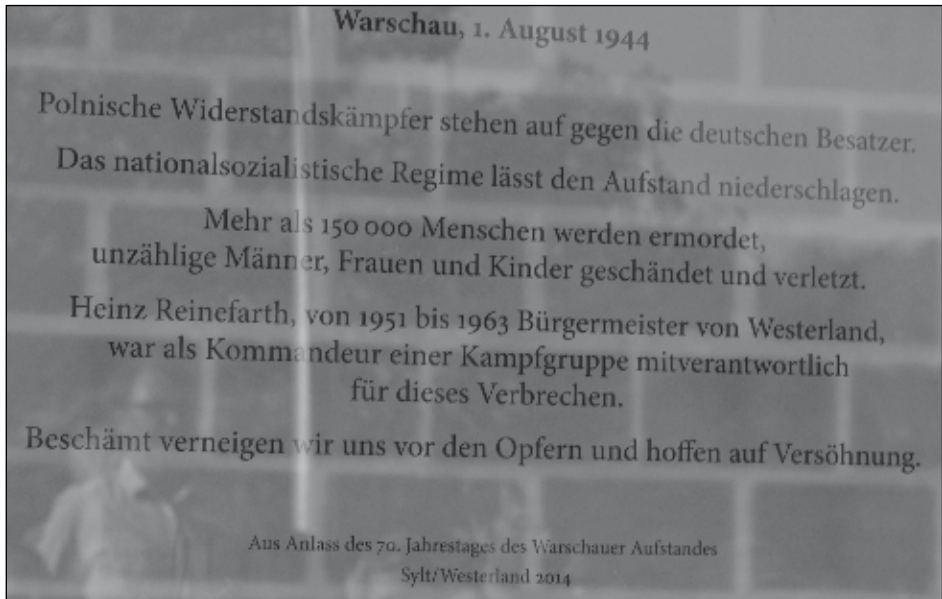 Warschau, 1. August 1944
Polnische Widerstandskämpfer stehen auf gegen die deutschen Besatzer.
Das nationalsozialistische Regime lässt den Aufstand niederschlagen.
Mehr als 150 000 Menschen werden ermordet,
unzählige Männer, Frauen und Kinder geschändet und verletzt.
Heinz Reinefarth, von 1951 bis 1963 Bürgermeister von Westerland,
war als Kommandeur einer Kampfgruppe mitverantwortlich
für dieses Verbrechen.
Beschämt verneigen wir uns vor den Opfern und hoffen auf Versöhnung.
Aus Anlass des 70. Jahrestages des Warschauer Aufstandes
Sylt/Westerland 2014